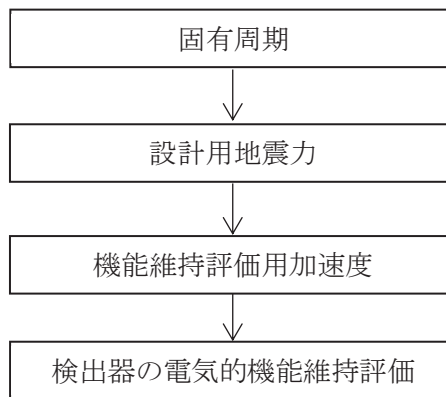 固有周期
設計用地震力
機能維持評価用加速度
検出器の電気的機能維持評価